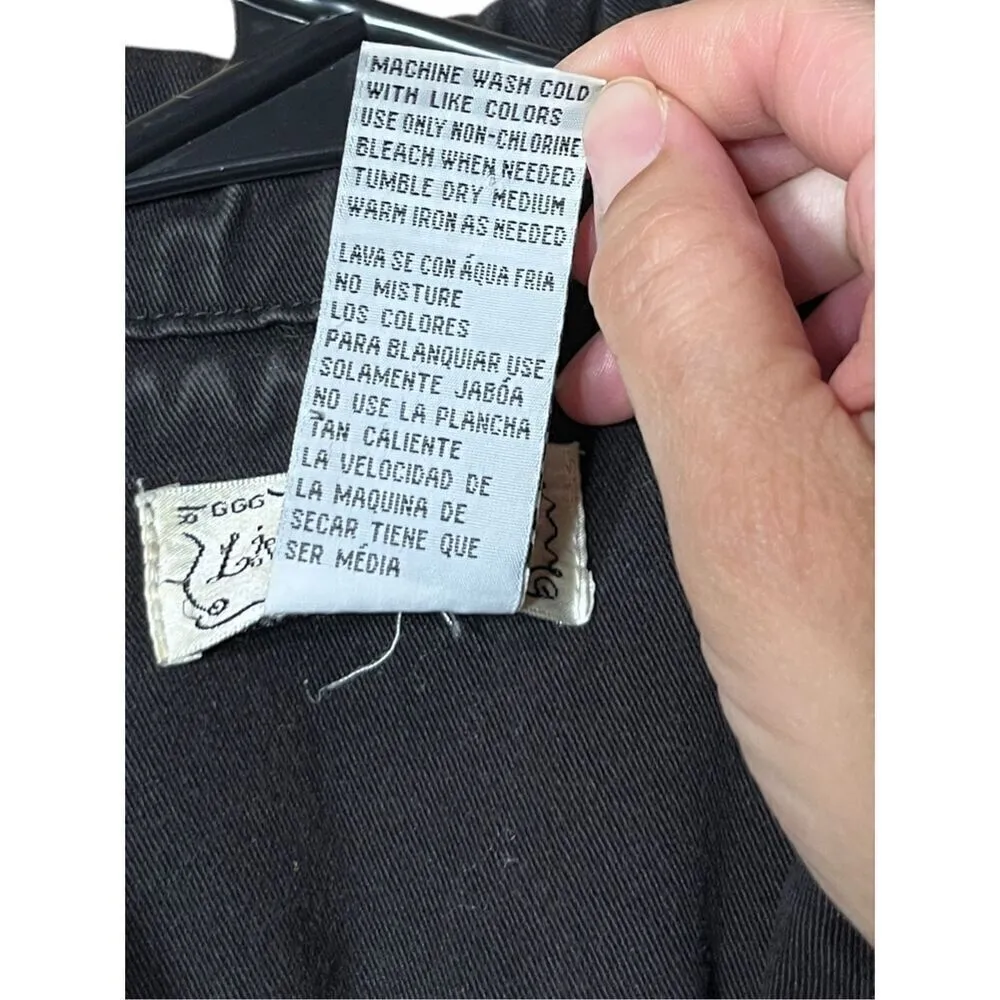 MACHINE WASH COLD
WITH LIKE COLORS
USE ONLY NON-CHLORINE
BLEACH WHEN NEEDED
TUMBLE DRY MEDIUM
WARM IRON AS NEEDED
LAVA SE CON ÁQUA FRIA
NO MISTURE
LOS COLORES
PARA BLANQUIAR USE
SOLAMENTE JABÓA
NO USE LA PLANCHA
TAN CALIENTE
LA VELOCIDAD DE
LA MAQUINA DE
SECAR TIENE QUE
SER MÉDIA
GGG